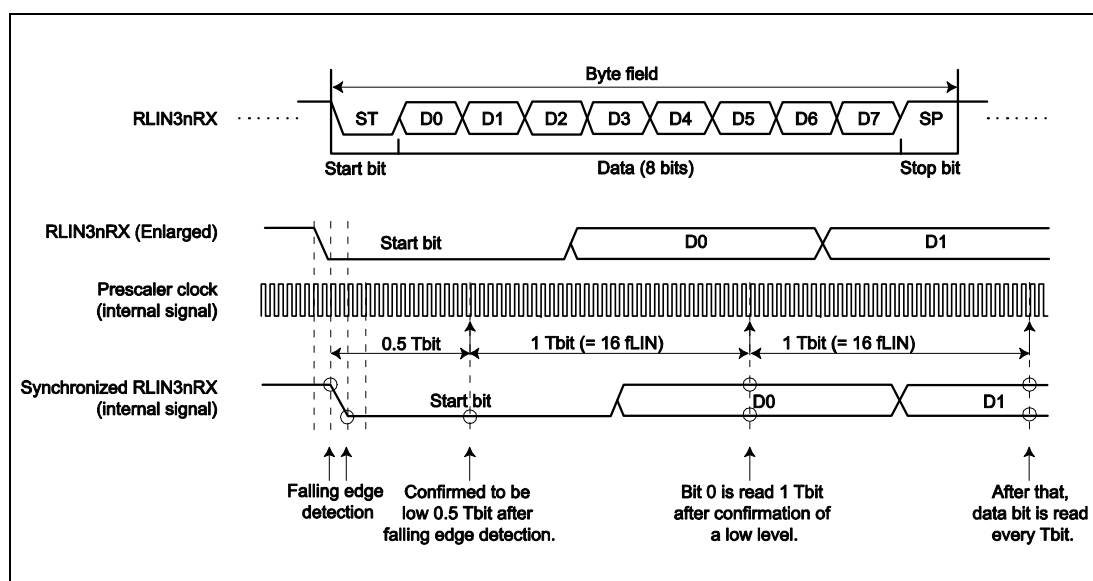 Byte field
RLIN3nRX
ST D0 D1 D2 D3 D4 D5 D6 D7 SP
Start bit Data (8 bits) Stop bit
RLIN3nRX (Enlarged)
Start bit D0 D1
Prescaler clock
(internal signal)
0.5 Tbit 1 Tbit (= 16 fLIN) 1 Tbit (= 16 fLIN)
Synchronized RLIN3nRX
(internal signal)
Start bit D0 D1
Falling edge
detection
Confirmed to be
low 0.5 Tbit after
falling edge detection.
Bit 0 is read 1 Tbit
after confirmation of
a low level.
After that,
data bit is read
every Tbit.